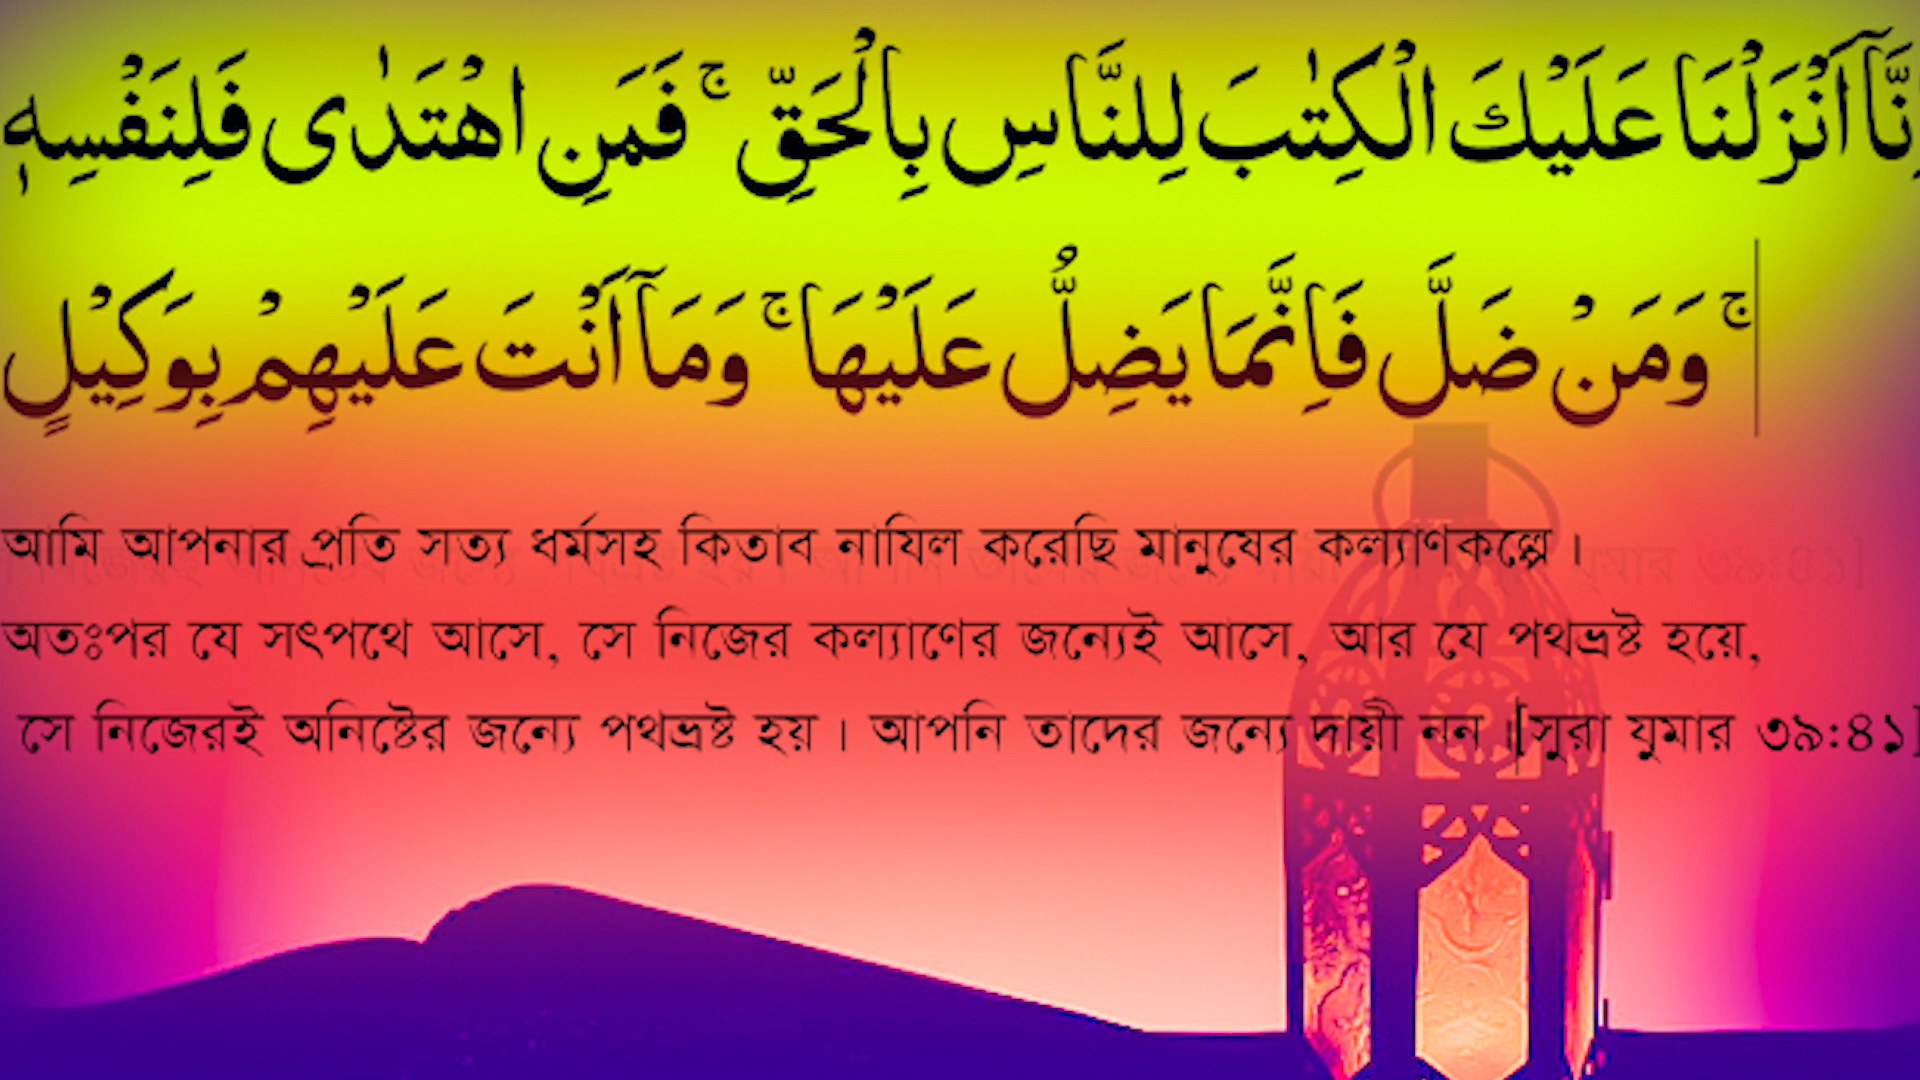 اِنَّاۤ اَنْزَلْنَا عَلَيْكَ الْكِتٰبَ لِلنَّاسِ بِالْحَقِّ ۚ فَمَنِ اهْتَدٰى فَلِنَفْسِهٖ
ۚ وَمَنْ ضَلَّ فَاِنَّمَا يَضِلُّ عَلَيْهَا ۚ وَمَاۤ اَنْتَ عَلَيْهِمْ بِوَكِيْلٍ
আমি আপনার প্রতি সত্য ধর্মসহ কিতাব নাযিল করেছি মানুষের কল্যাণকল্পে।
অতঃপর যে সৎপথে আসে, সে নিজের কল্যাণের জন্যেই আসে, আর যে পথভ্রষ্ট হয়ে,
সে নিজেরই অনিষ্টের জন্যে পথভ্রষ্ট হয়। আপনি তাদের জন্যে দায়ী নন।[সুরা যুমার ৩৯:৪১]